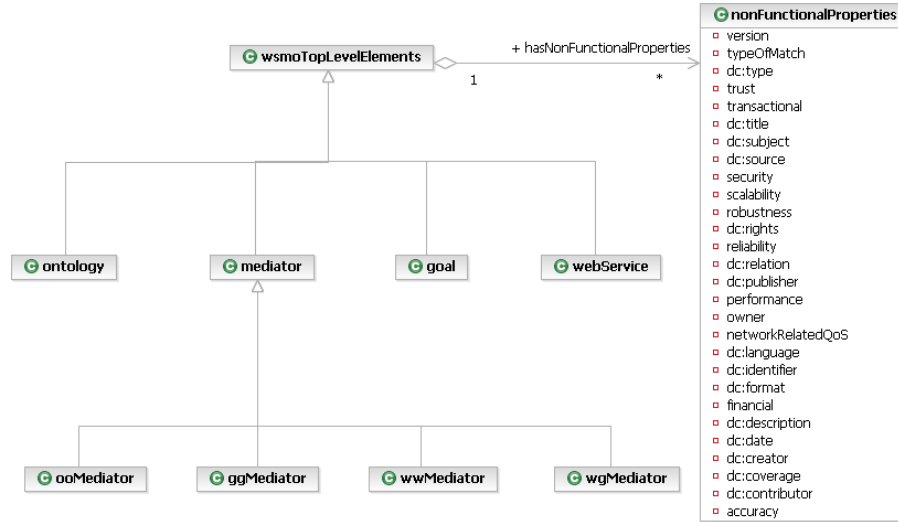 nonFunctionalProperties
wsmoTopLevelElements
+ hasNonFunctionalProperties
1
*
version
typeOfMatch
dc:type
trust
transactional
dc:title
dc:subject
dc:source
security
scalability
robustness
dc:rights
reliability
dc:relation
dc:publisher
performance
owner
networkRelatedQoS
dc:language
dc:identifier
dc:format
financial
dc:description
dc:date
dc:creator
dc:coverage
dc:contributor
accuracy
ontology
mediator
goal
webService
ooMediator
ggMediator
wwMediator
wgMediator